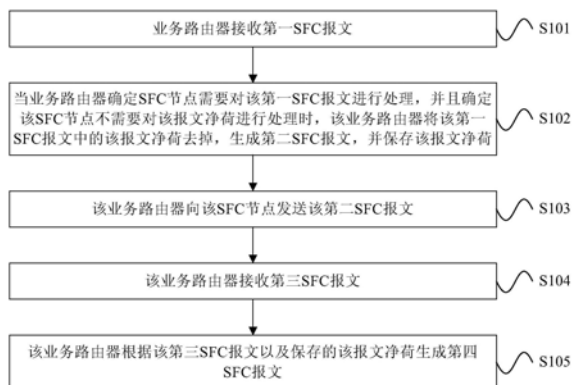 业务路由器接收第一SFC报文
S101
当业务路由器确定SFC节点需要对该第一SFC报文进行处理，并且确定
该SFC节点不需要对该报文净荷进行处理时，该业务路由器将该第一
SFC报文中的该报文净荷去掉，生成第二SFC报文，并保存该报文净荷
S102
该业务路由器向该SFC节点发送该第二SFC报文
S103
该业务路由器接收第三SFC报文
S104
该业务路由器根据该第三SFC报文以及保存的该报文净荷生成第四
SFC报文
S105